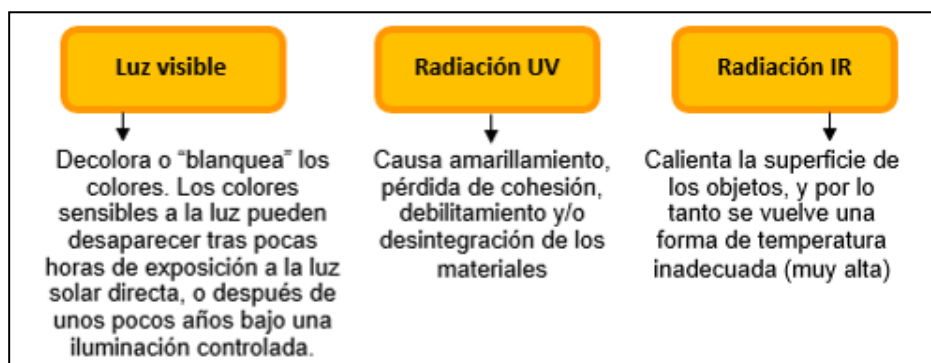 Luz visible
Decolora o “blanquea” los
colores. Los colores
sensibles a la luz pueden
desaparecer tras pocas
horas de exposición a la luz
solar directa, o después de
unos pocos años bajo una
iluminación controlada.
Radiación UV
Causa amarillamiento,
pérdida de cohesión,
debilitamiento y/o
desintegración de los
materiales
Radiación IR
Calienta la superficie de
los objetos, y por lo
tanto se vuelve una
forma de temperatura
inadecuada (muy alta)